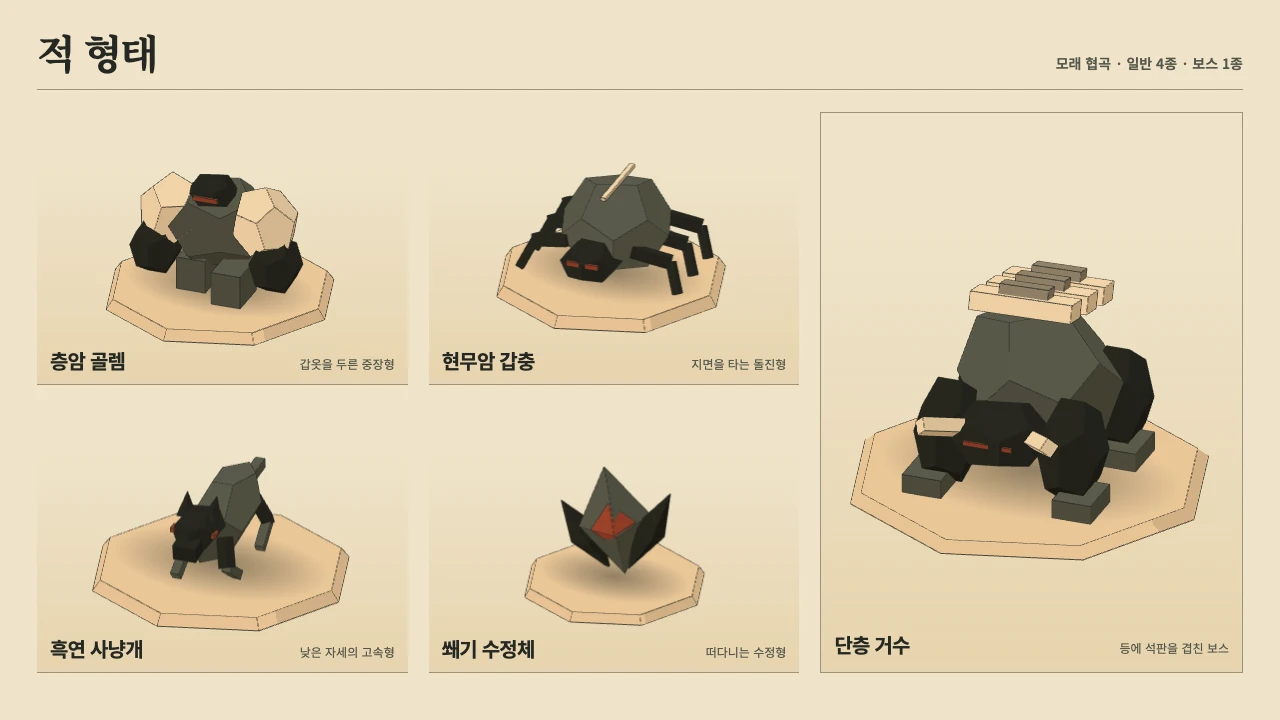 적 형태
모래 협곡 · 일반 4종 · 보스 1종
층암 골렘
갑옷을 두른 중장형
현무암 갑충
지면을 타는 돌진형
흑연 사냥개
낮은 자세의 고속형
쐐기 수정체
떠다니는 수정형
단층 거수
등에 석판을 겹친 보스